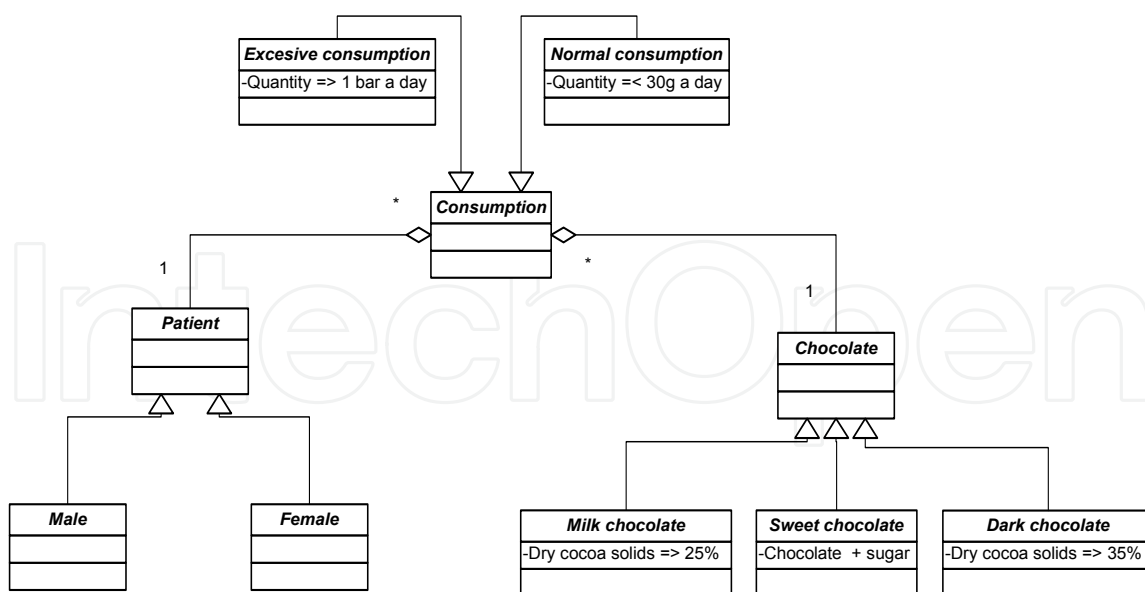 Excesive consumption
-Quantity => 1 bar a day
Normal consumption
-Quantity =< 30g a day
Consumption
*
*
1
1
Patient
Chocolate
Male
Female
Milk chocolate
-Dry cocoa solids => 25%
Sweet chocolate
-Chocolate + sugar
Dark chocolate
-Dry cocoa solids => 35%
IntechOpen